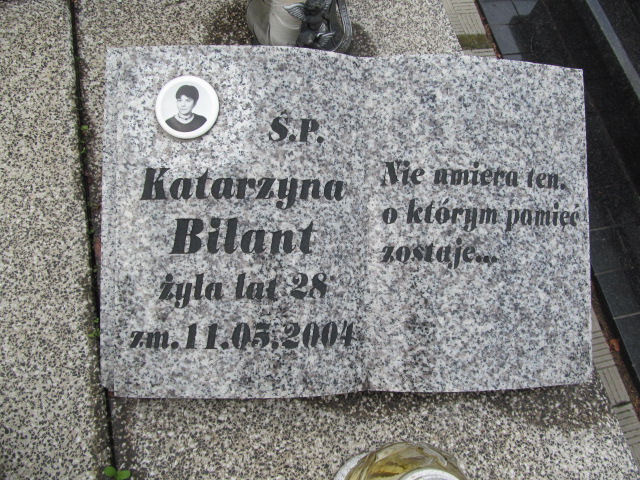 Ś.P.
Katarzyna
Bilant
żyła lat 28
zm.11.05.2004
Nie umiera ten,
o którym pamięć
zostaje...